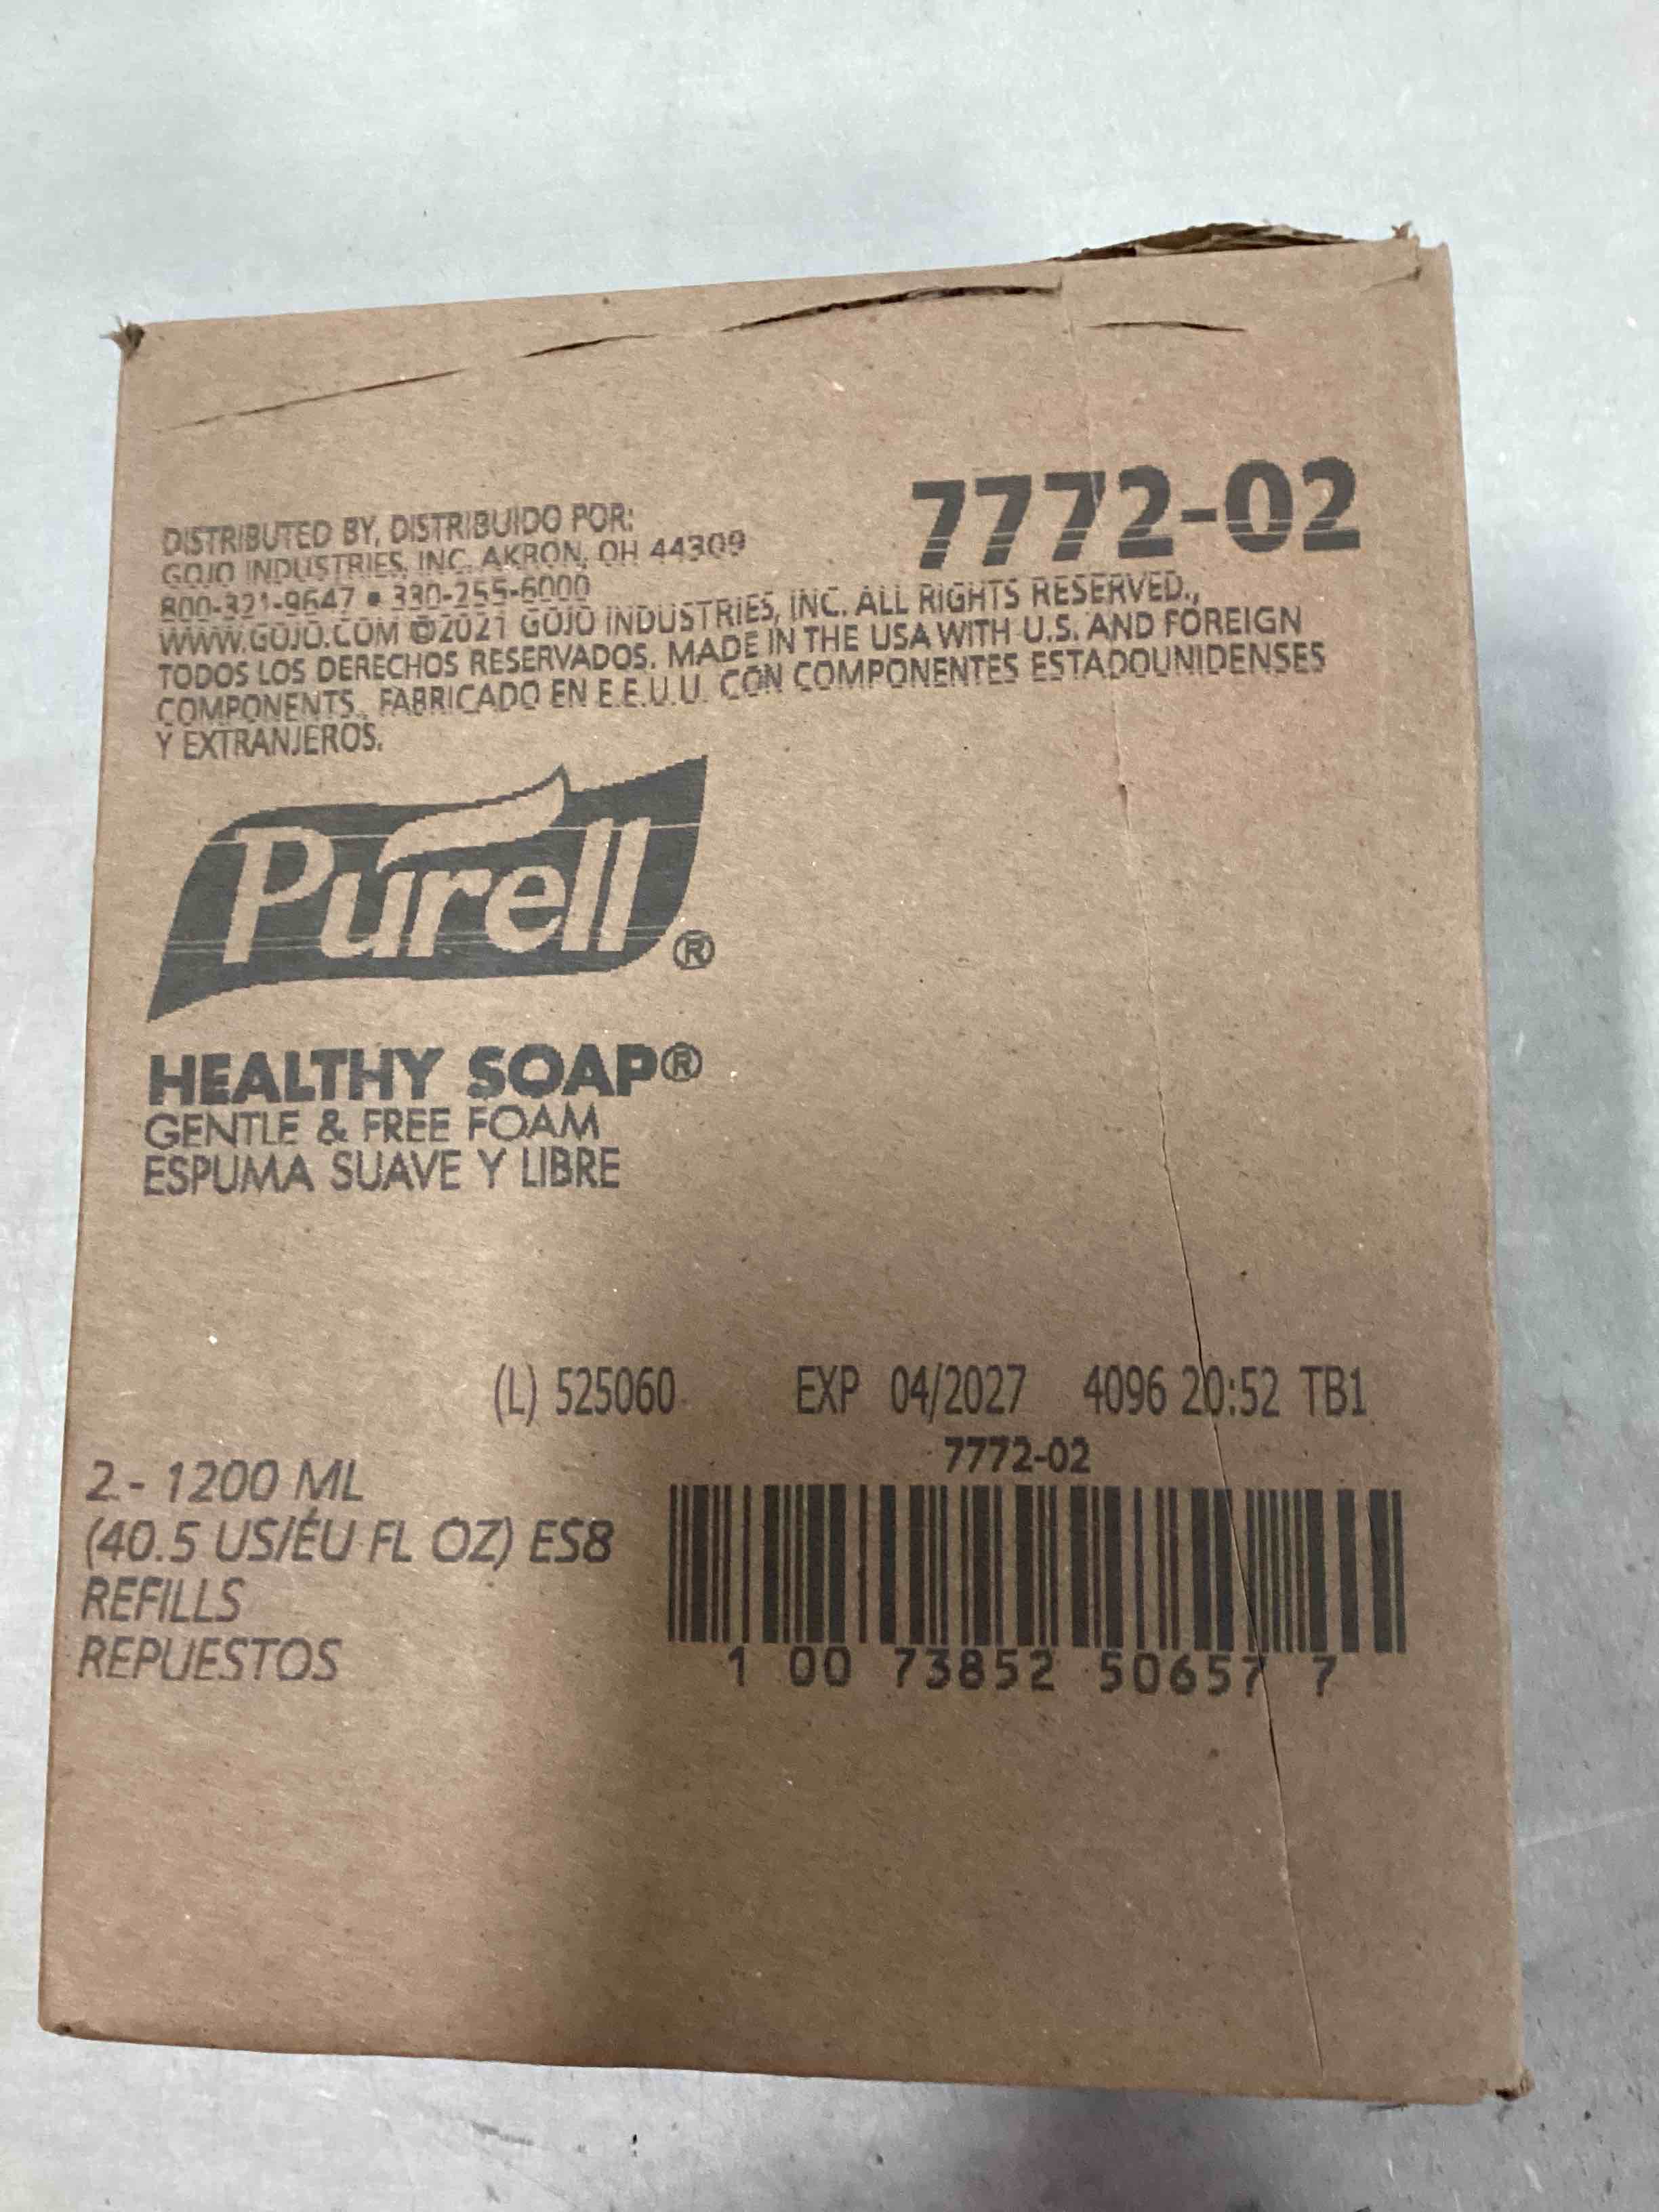 7772-02
DISTRIBUTED BY, DISTRIBUIDO POR:
GOJO INDUSTRIES, INC. AKRON, OH 44309
800-321-9647 • 330-255-6000
WWW.GOJO.COM ©2021 GOJO INDUSTRIES, INC. ALL RIGHTS RESERVED.,
TODOS LOS DERECHOS RESERVADOS. MADE IN THE USA WITH U.S. AND FOREIGN
COMPONENTS., FABRICADO EN E.E.U.U. CON COMPONENTES ESTADOUNIDENSES
Y EXTRANJEROS.
Purell®
HEALTHY SOAP®
GENTLE & FREE FOAM
ESPUMA SUAVE Y LIBRE
(L) 525060 EXP 04/2027 4096 20:52 TB1
2 - 1200 ML
(40.5 US/ÉU FL OZ) ES8
REFILLS
REPUESTOS
7772-02
1 00 73852 50657 7